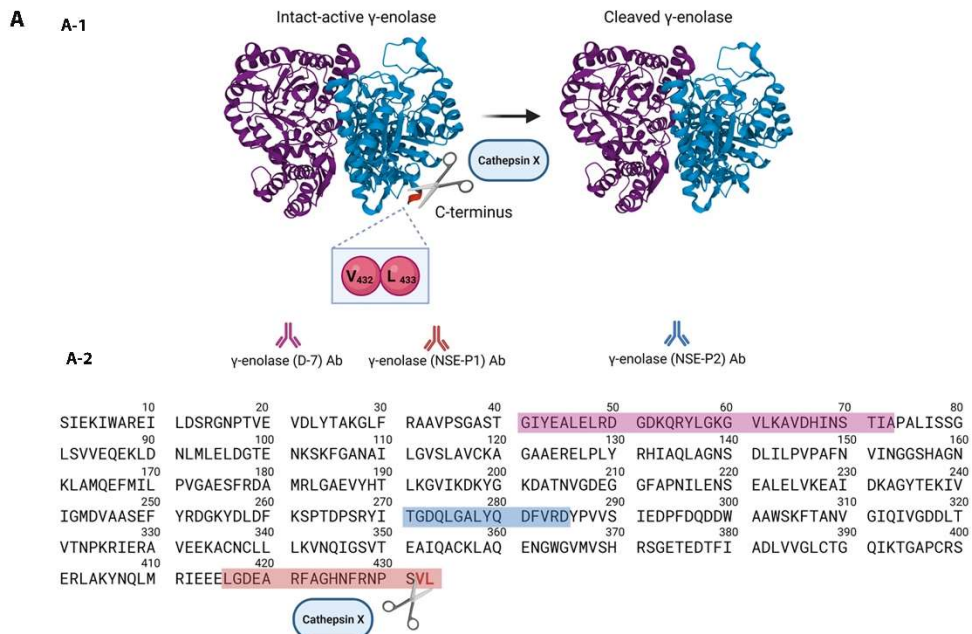 A
A-1
Intact-active γ-enolase
Cleaved γ-enolase
Cathepsin X
C-terminus
V432 L433
A-2
γ-enolase (D-7) Ab
γ-enolase (NSE-P1) Ab
γ-enolase (NSE-P2) Ab
10 20 30 40 50 60 70 80
SIEKIWAREI LDSRGNPTVE VDLYTAKGLF RAAVPSGAST GIYEALELRD GDKQRYLGKG VLKAVDHINS TIAPALISSG
90 100 110 120 130 140 150 160
LSVVEQEKLD NLMLELDGTE NKSKFGANAI LGVSLAVCKA GAAERELPLY RHIAQLAGNS DLILPVPAFN VINGGSHAGN
170 180 190 200 210 220 230 240
KLAMQEFMIL PVGAESFRDA MRLGAEVYHT LKGVIKDKYG KDATNVGDEG GFAPNILENS EALELVKEAI DKAGYTEKIV
250 260 270 280 290 300 310 320
IGMDVAASEF YRDGKYDLDF KSPTDPSRYI TGDQLGALYQ DFVRDYPVVS IEDPFDQDDW AAWSKFTANV GIQIVGDDLT
330 340 350 360 370 380 390 400
VTNPKRIERA VEEKACNCLL LKVNQIGSVT EAIQACKLAQ ENGWGVMVSH RSGETEDTFI ADLVVGLCTG QIKTGAPCRS
410 420 430
ERLAKYNQLM RIEEELGDEA RFAGHNFRNP SVL
Cathepsin X